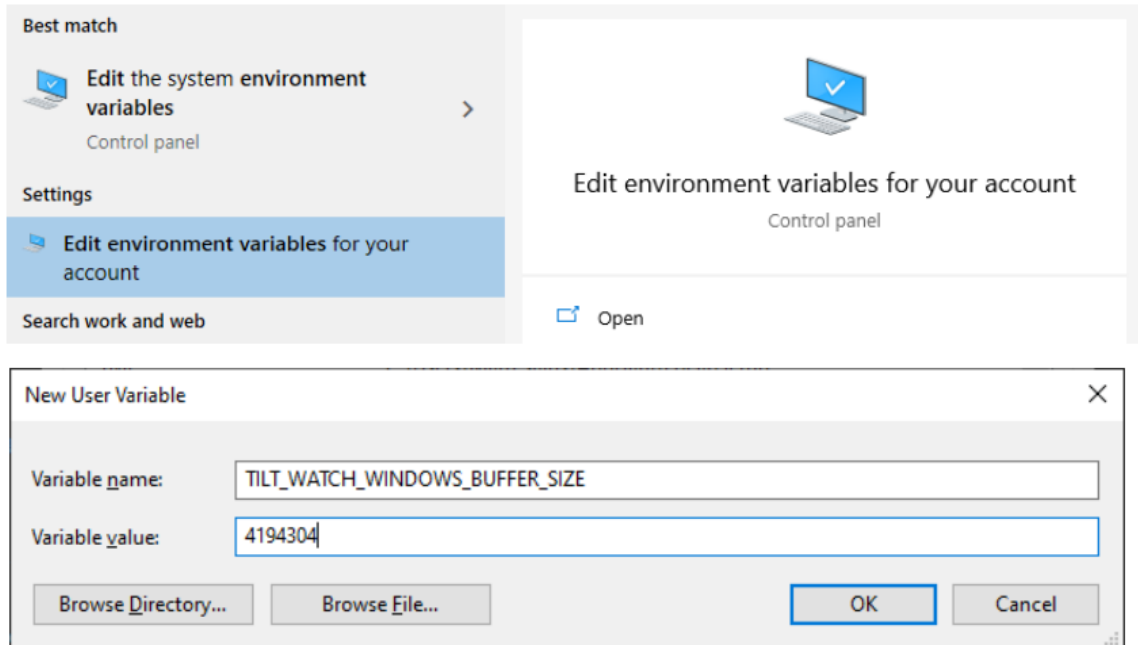 Best match
Edit the system environment
variables
Control panel
Settings
Edit environment variables for your
account
Search work and web
Edit environment variables for your account
Control panel
Open
New User Variable
Variable name:
TILT_WATCH_WINDOWS_BUFFER_SIZE
Variable value:
4194304
Browse Directory...
Browse File...
OK
Cancel